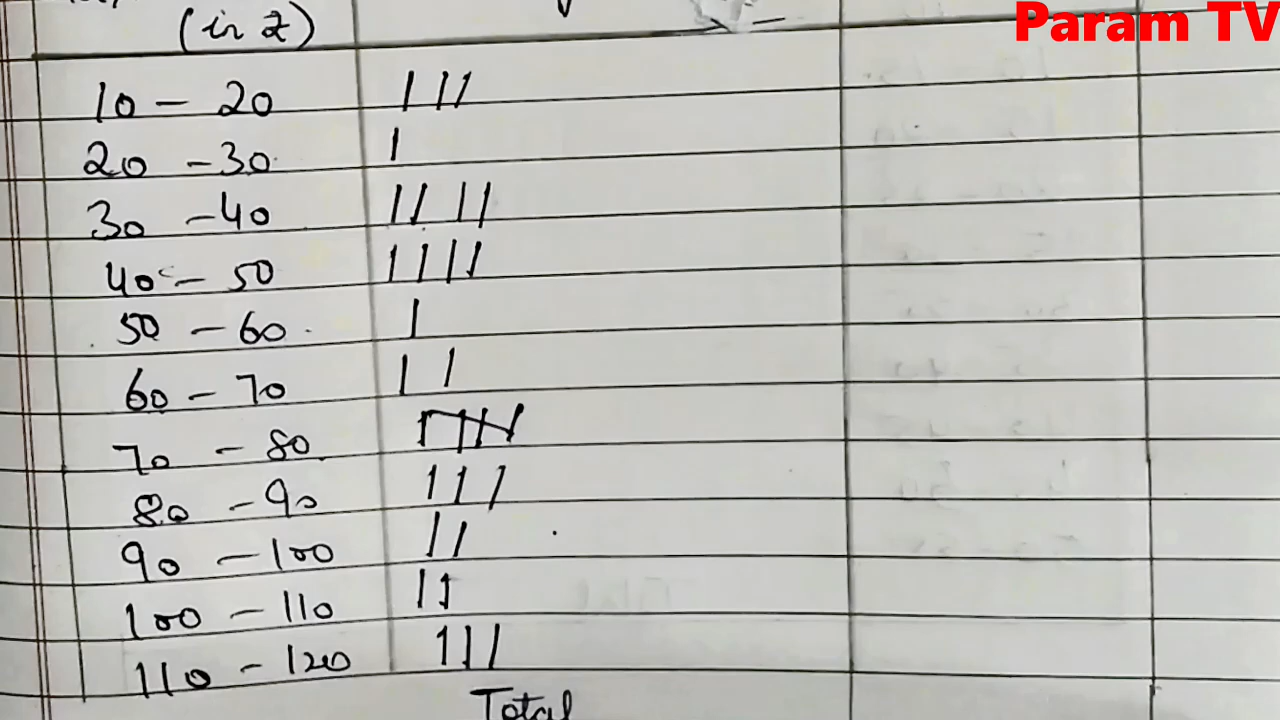 Param TV
(in ₹)
10 – 20 |||
20 – 30 |
30 – 40 ||||
40 – 50 ||||
50 – 60 |
60 – 70 ||
70 – 80 ||||
80 – 90 |||
90 – 100 ||
100 – 110 ||
110 – 120 |||
Total